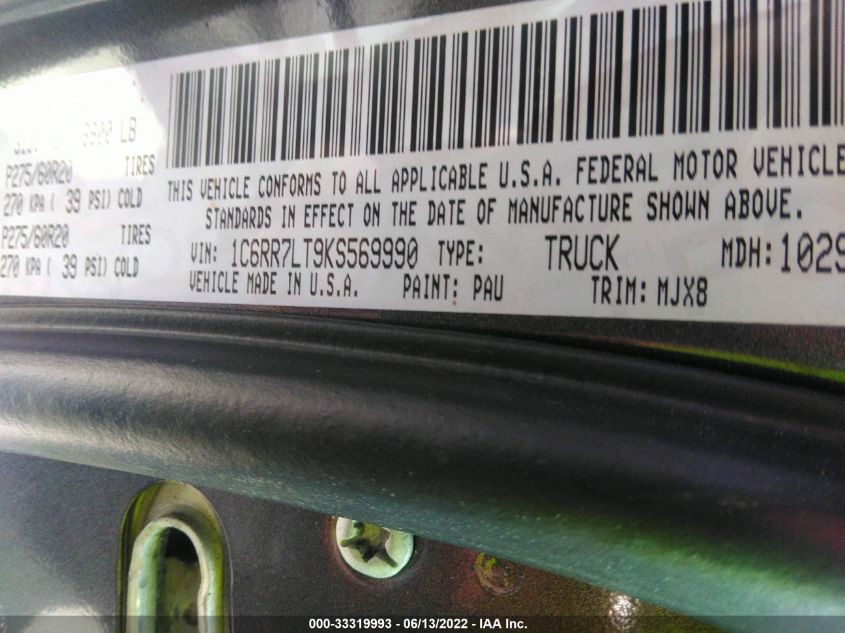 LB
P275/60R20 TIRES
270 KPA ( 39 PSI) COLD
P275/60R20 TIRES
270 KPA ( 39 PSI) COLD
THIS VEHICLE CONFORMS TO ALL APPLICABLE U.S.A. FEDERAL MOTOR VEHICLE
STANDARDS IN EFFECT ON THE DATE OF MANUFACTURE SHOWN ABOVE.
VIN: 1C6RR7LT9KS569990 TYPE: TRUCK MDH: 1029
VEHICLE MADE IN U.S.A. PAINT: PAU TRIM: MJX8
000-33319993 - 06/13/2022 - IAA Inc.